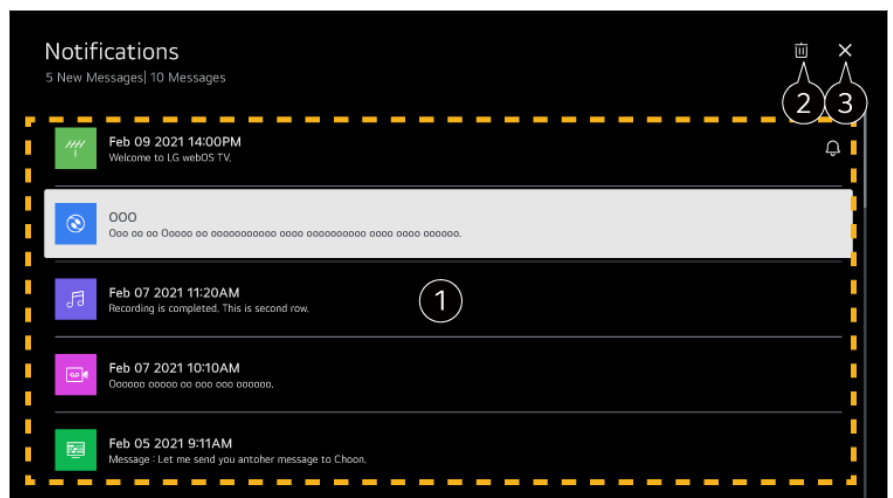 Notifications
5 New Messages| 10 Messages
2
3
Feb 09 2021 14:00PM
Welcome to LG webOS TV.
OOO
Ooo oo oo Ooooo oo ooooooooooo oooo oooooooooo oooo oooo oooooo.
Feb 07 2021 11:20AM
Recording is completed. This is second row.
1
Feb 07 2021 10:10AM
Oooooo ooooo oo ooo ooo oooooo.
Feb 05 2021 9:11AM
Message : Let me send you antoher message to Choon.